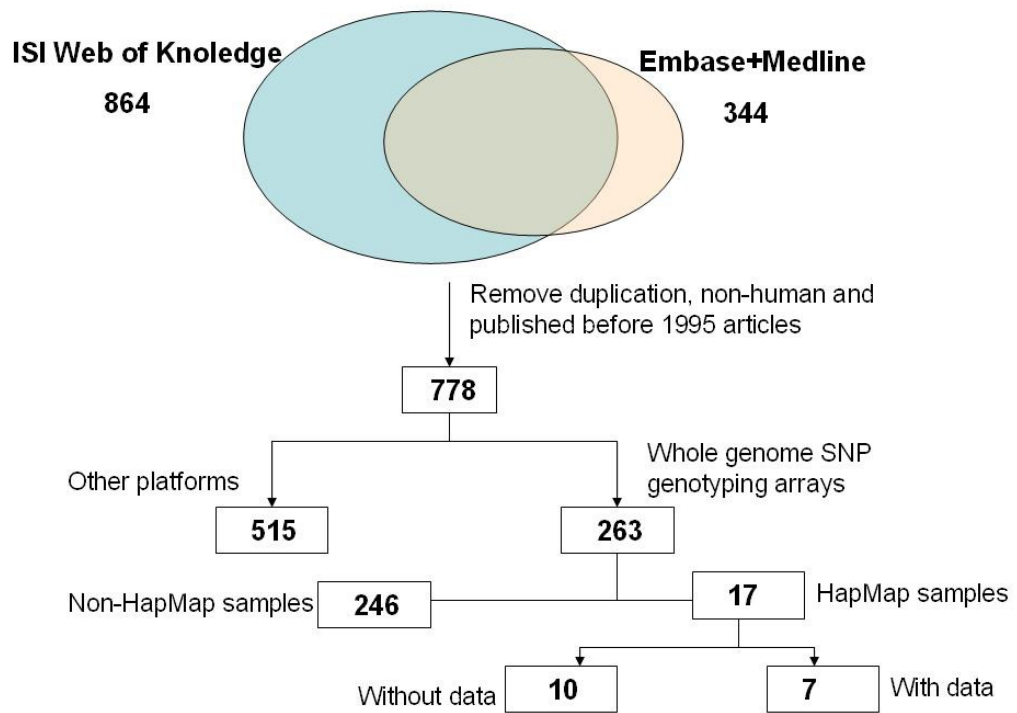 ISI Web of Knoledge
864
Embase+Medline
344
Remove duplication, non-human and
published before 1995 articles
778
Other platforms
Whole genome SNP
genotyping arrays
515
263
Non-HapMap samples
246
17
HapMap samples
Without data
10
7
With data